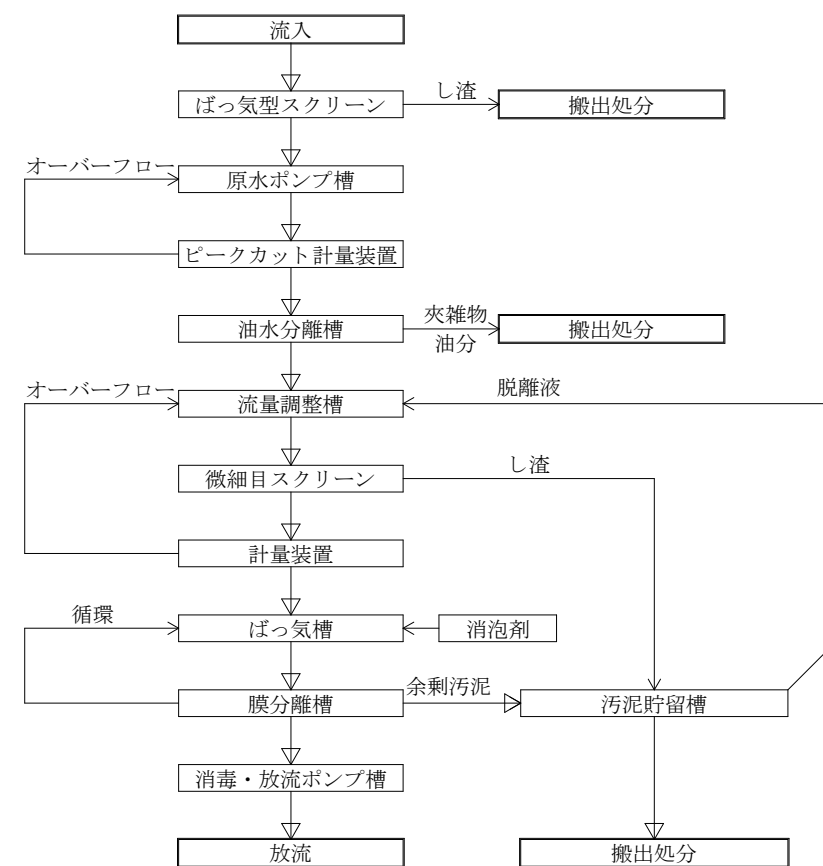 流入
ばっ気型スクリーン
し渣
搬出処分
オーバーフロー
原水ポンプ槽
ピークカット計量装置
油水分離槽
夾雑物
油分
搬出処分
オーバーフロー
流量調整槽
脱離液
微細目スクリーン
し渣
計量装置
循環
ばっ気槽
消泡剤
膜分離槽
余剰汚泥
汚泥貯留槽
消毒・放流ポンプ槽
放流
搬出処分